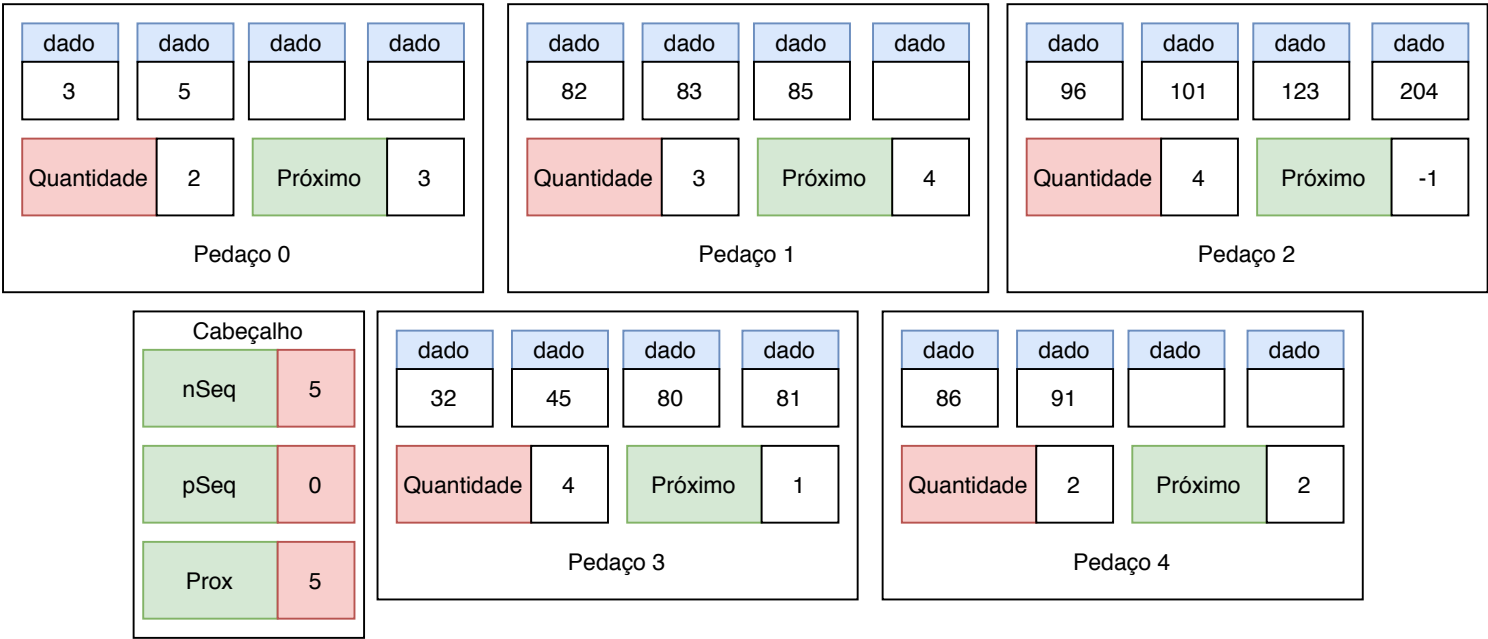 dado dado dado dado
3 5
Quantidade 2 Próximo 3
Pedaço 0
dado dado dado dado
82 83 85
Quantidade 3 Próximo 4
Pedaço 1
dado dado dado dado
96 101 123 204
Quantidade 4 Próximo -1
Pedaço 2
Cabeçalho
nSeq 5
pSeq 0
Prox 5
dado dado dado dado
32 45 80 81
Quantidade 4 Próximo 1
Pedaço 3
dado dado dado dado
86 91
Quantidade 2 Próximo 2
Pedaço 4